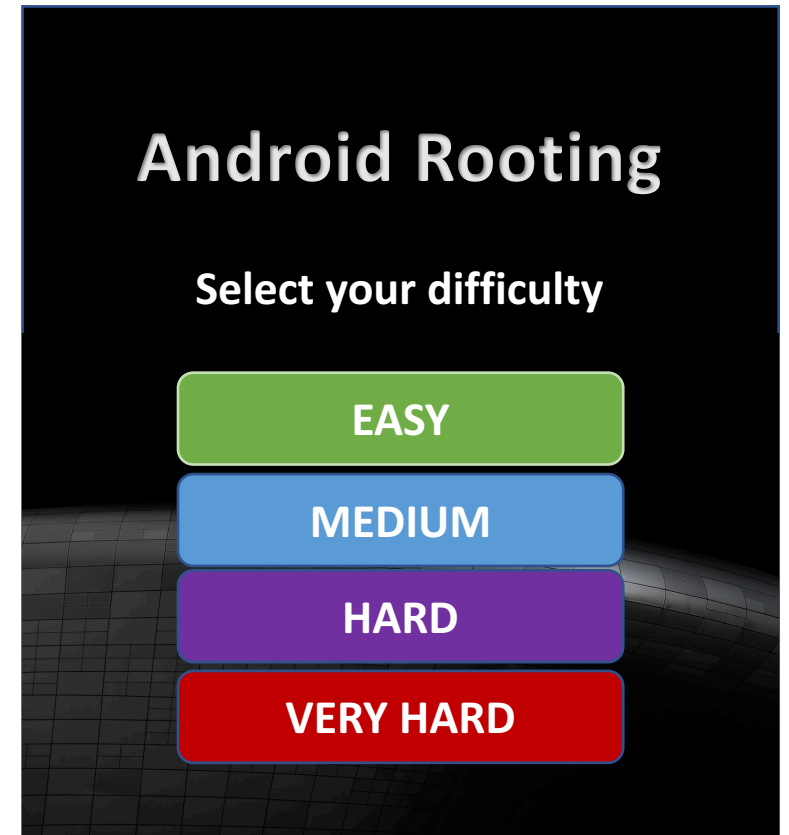 Android Rooting
Select your difficulty
EASY
MEDIUM
HARD
VERY HARD